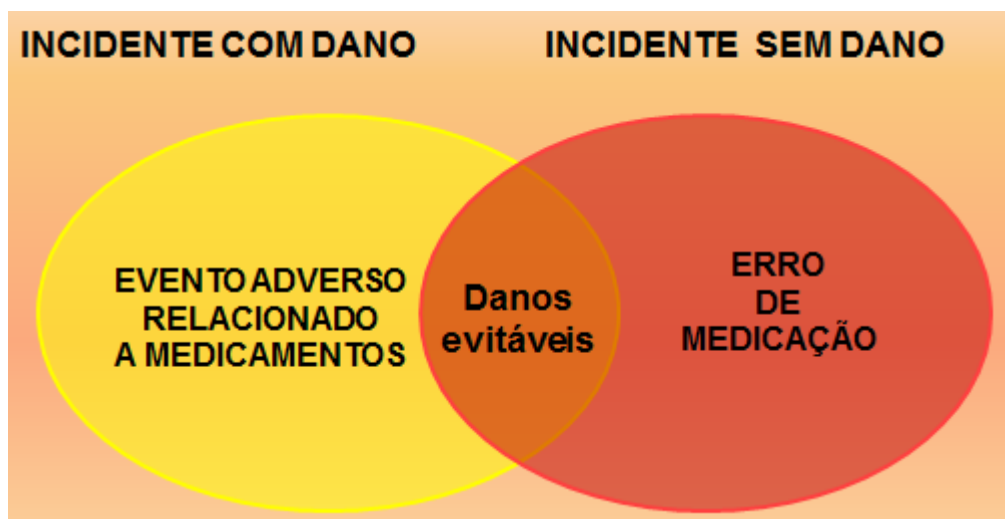 INCIDENTE COM DANO
INCIDENTE SEM DANO
EVENTO ADVERSO
RELACIONADO
A MEDICAMENTOS
Danos
evitáveis
ERRO
DE
MEDICAÇÃO